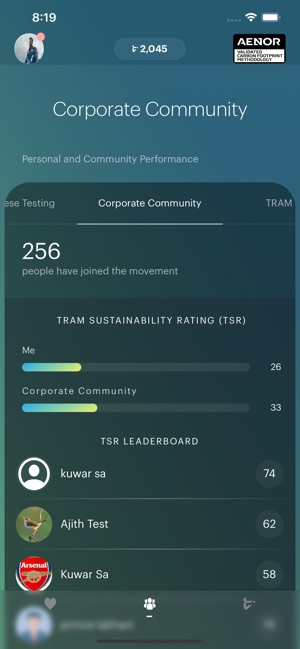 8:19
2,045
AENOR
VALIDATED
CARBON FOOTPRINT
METHODOLOGY
Corporate Community
Personal and Community Performance
ese Testing
Corporate Community
TRAM
256
people have joined the movement
TRAM SUSTAINABILITY RATING (TSR)
Me
26
Corporate Community
33
TSR LEADERBOARD
kuwar sa
74
Ajith Test
62
Arsenal
Kuwar Sa
58